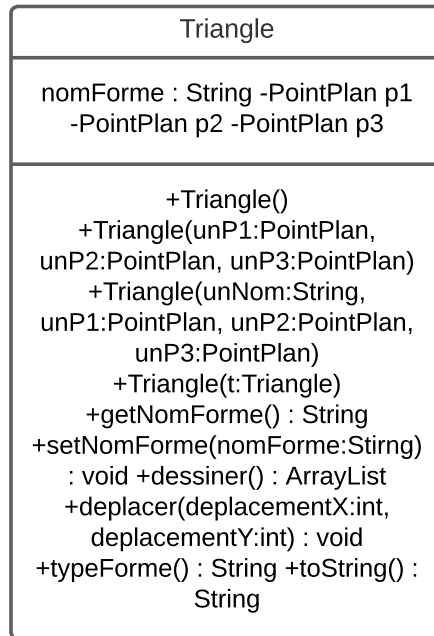 Triangle
nomForme : String -PointPlan p1
-PointPlan p2 -PointPlan p3
+Triangle()
+Triangle(unP1:PointPlan,
unP2:PointPlan, unP3:PointPlan)
+Triangle(unNom:String,
unP1:PointPlan, unP2:PointPlan,
unP3:PointPlan)
+Triangle(t:Triangle)
+getNomForme() : String
+setNomForme(nomForme:Stirng)
: void +dessiner() : ArrayList
+deplacer(deplacementX:int,
deplacementY:int) : void
+typeForme() : String +toString() :
String